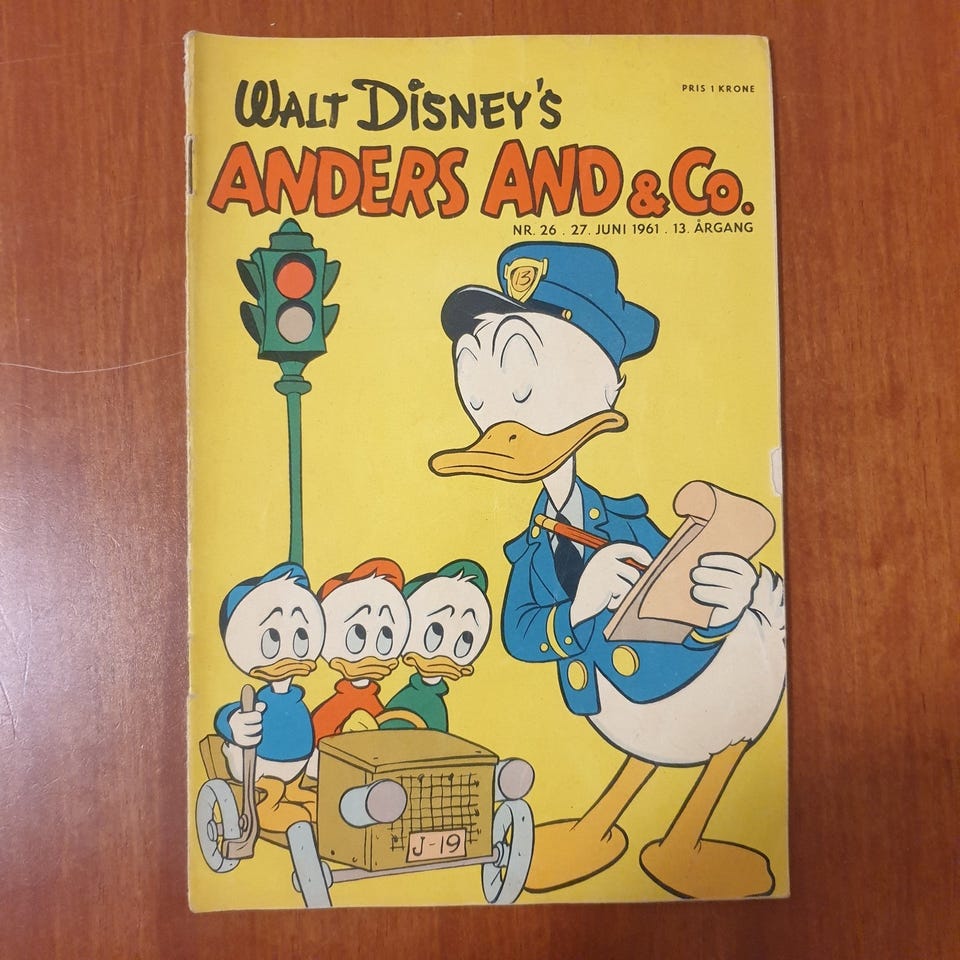 WALT DISNEY'S
PRIS 1 KRONE
ANDERS AND & CO.
NR. 26 . 27. JUNI 1961 . 13. ÅRGANG
13
J-19